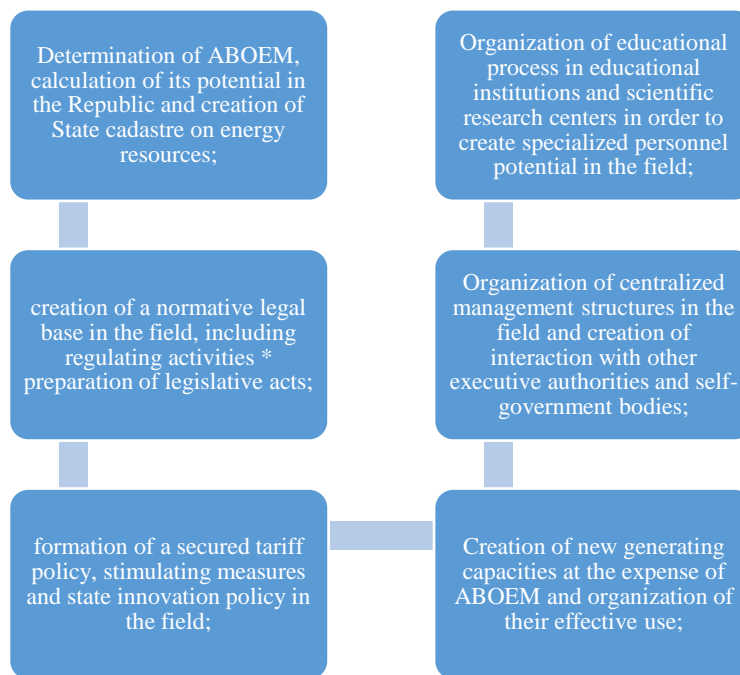 Determination of ABOEM,
calculation of its potential in
the Republic and creation of
State cadastre on energy
resources;
creation of a normative legal
base in the field, including
regulating activities *
preparation of legislative acts;
formation of a secured tariff
policy, stimulating measures
and state innovation policy in
the field;
Creation of new generating
capacities at the expense of
ABOEM and organization of
their effective use;
Organization of centralized
management structures in the
field and creation of
interaction with other
executive authorities and self-
government bodies;
Organization of educational
process in educational
institutions and scientific
research centers in order to
create specialized personnel
potential in the field;